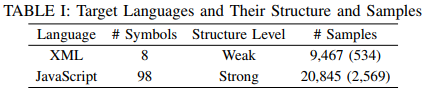 TABLE I: Target Languages and Their Structure and Samples
Language # Symbols Structure Level # Samples
XML 8 Weak 9,467 (534)
JavaScript 98 Strong 20,845 (2,569)